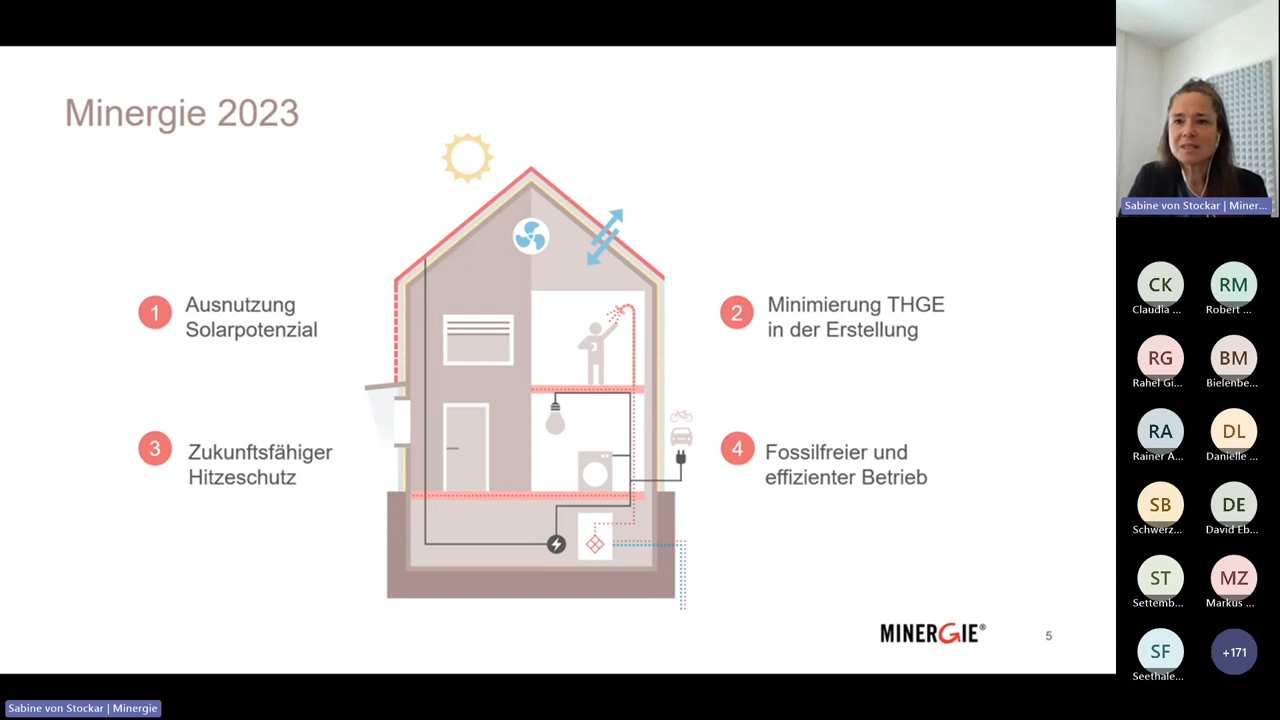 Minergie 2023
1 Ausnutzung
Solarpotenzial
2 Minimierung THGE
in der Erstellung
3 Zukunftsfähiger
Hitzeschutz
4 Fossilfreier und
effizienter Betrieb
MINERGIE®
5
Sabine von Stockar | Miner...
CK
Claudia ...
RM
Robert ...
RG
Rahel Gi...
BM
Bielenbe...
RA
Rainer A...
DL
Danielle ...
SB
Schwerz...
DE
David Eb...
ST
Settemb...
MZ
Markus ...
SF
Seethale...
+171
Sabine von Stockar | Minergie